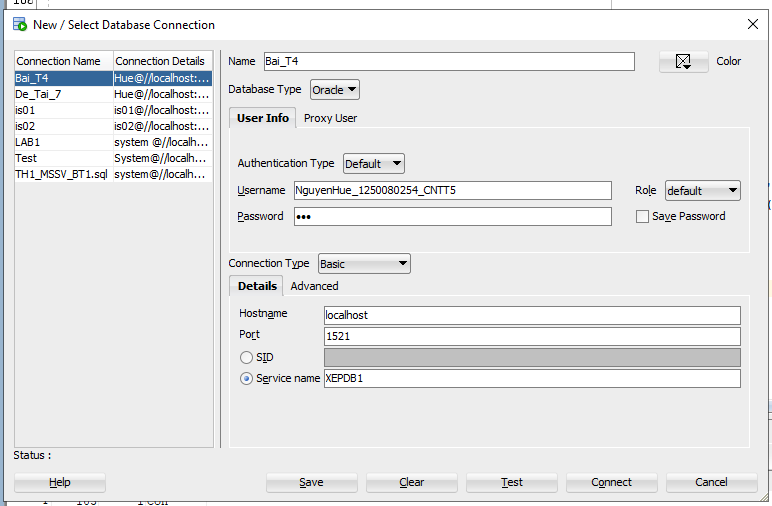 New / Select Database Connection
Connection Name Connection Details
Bai_T4 Hue@//localhost:...
De_Tai_7 Hue@//localhost:...
is01 is01@//localhost:...
is02 is02@//localhost:...
LAB1 system @//localh...
Test System@//localh...
TH1_MSSV_BT1.sql system@//localh...
Name Bai_T4 Color
Database Type Oracle
User Info Proxy User
Authentication Type Default
Username NguyenHue_1250080254_CNTT5 Role default
Password ••• Save Password
Connection Type Basic
Details Advanced
Hostname localhost
Port 1521
SID
Service name XEPDB1
Status :
Help Save Clear Test Connect Cancel